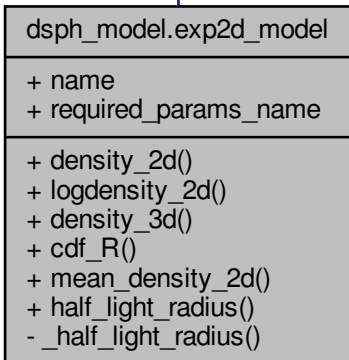 dsph_model.exp2d_model
+ name
+ required_params_name
+ density_2d()
+ logdensity_2d()
+ density_3d()
+ cdf_R()
+ mean_density_2d()
+ half_light_radius()
- _half_light_radius()